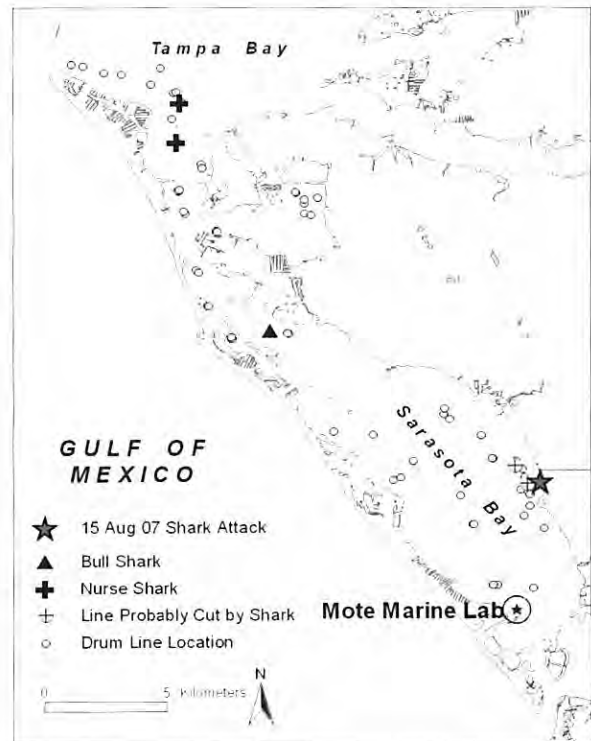 Tampa Bay
GULF OF
MEXICO
Sarasota Bay
15 Aug 07 Shark Attack
Bull Shark
Nurse Shark
Mote Marine Lab
Line Probably Cut by Shark
Drum Line Location
0 5 Kilometers
N